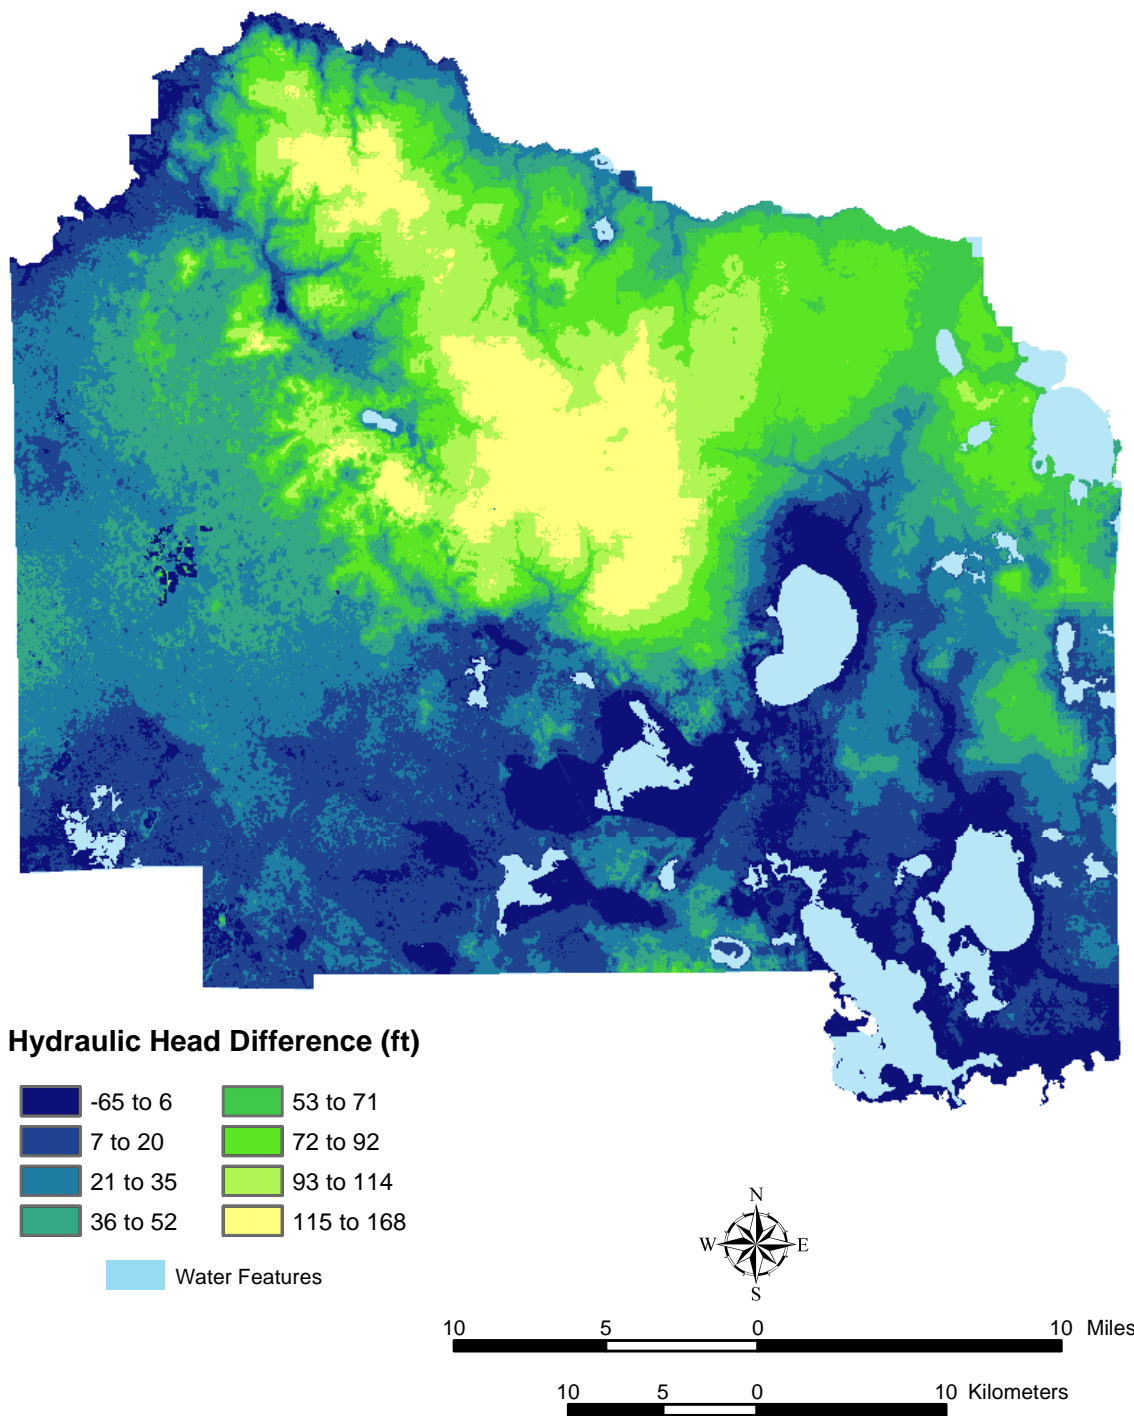 Hydraulic Head Difference (ft)
-65 to 6
7 to 20
21 to 35
36 to 52
53 to 71
72 to 92
93 to 114
115 to 168
Water Features
N
W E
S
10 5 0 10 Miles
10 5 0 10 Kilometers